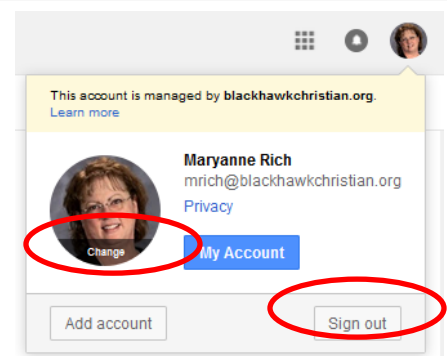 This account is managed by blackhawkchristian.org.
Learn more
Maryanne Rich
mrich@blackhawkchristian.org
Privacy
Change
My Account
Add account
Sign out